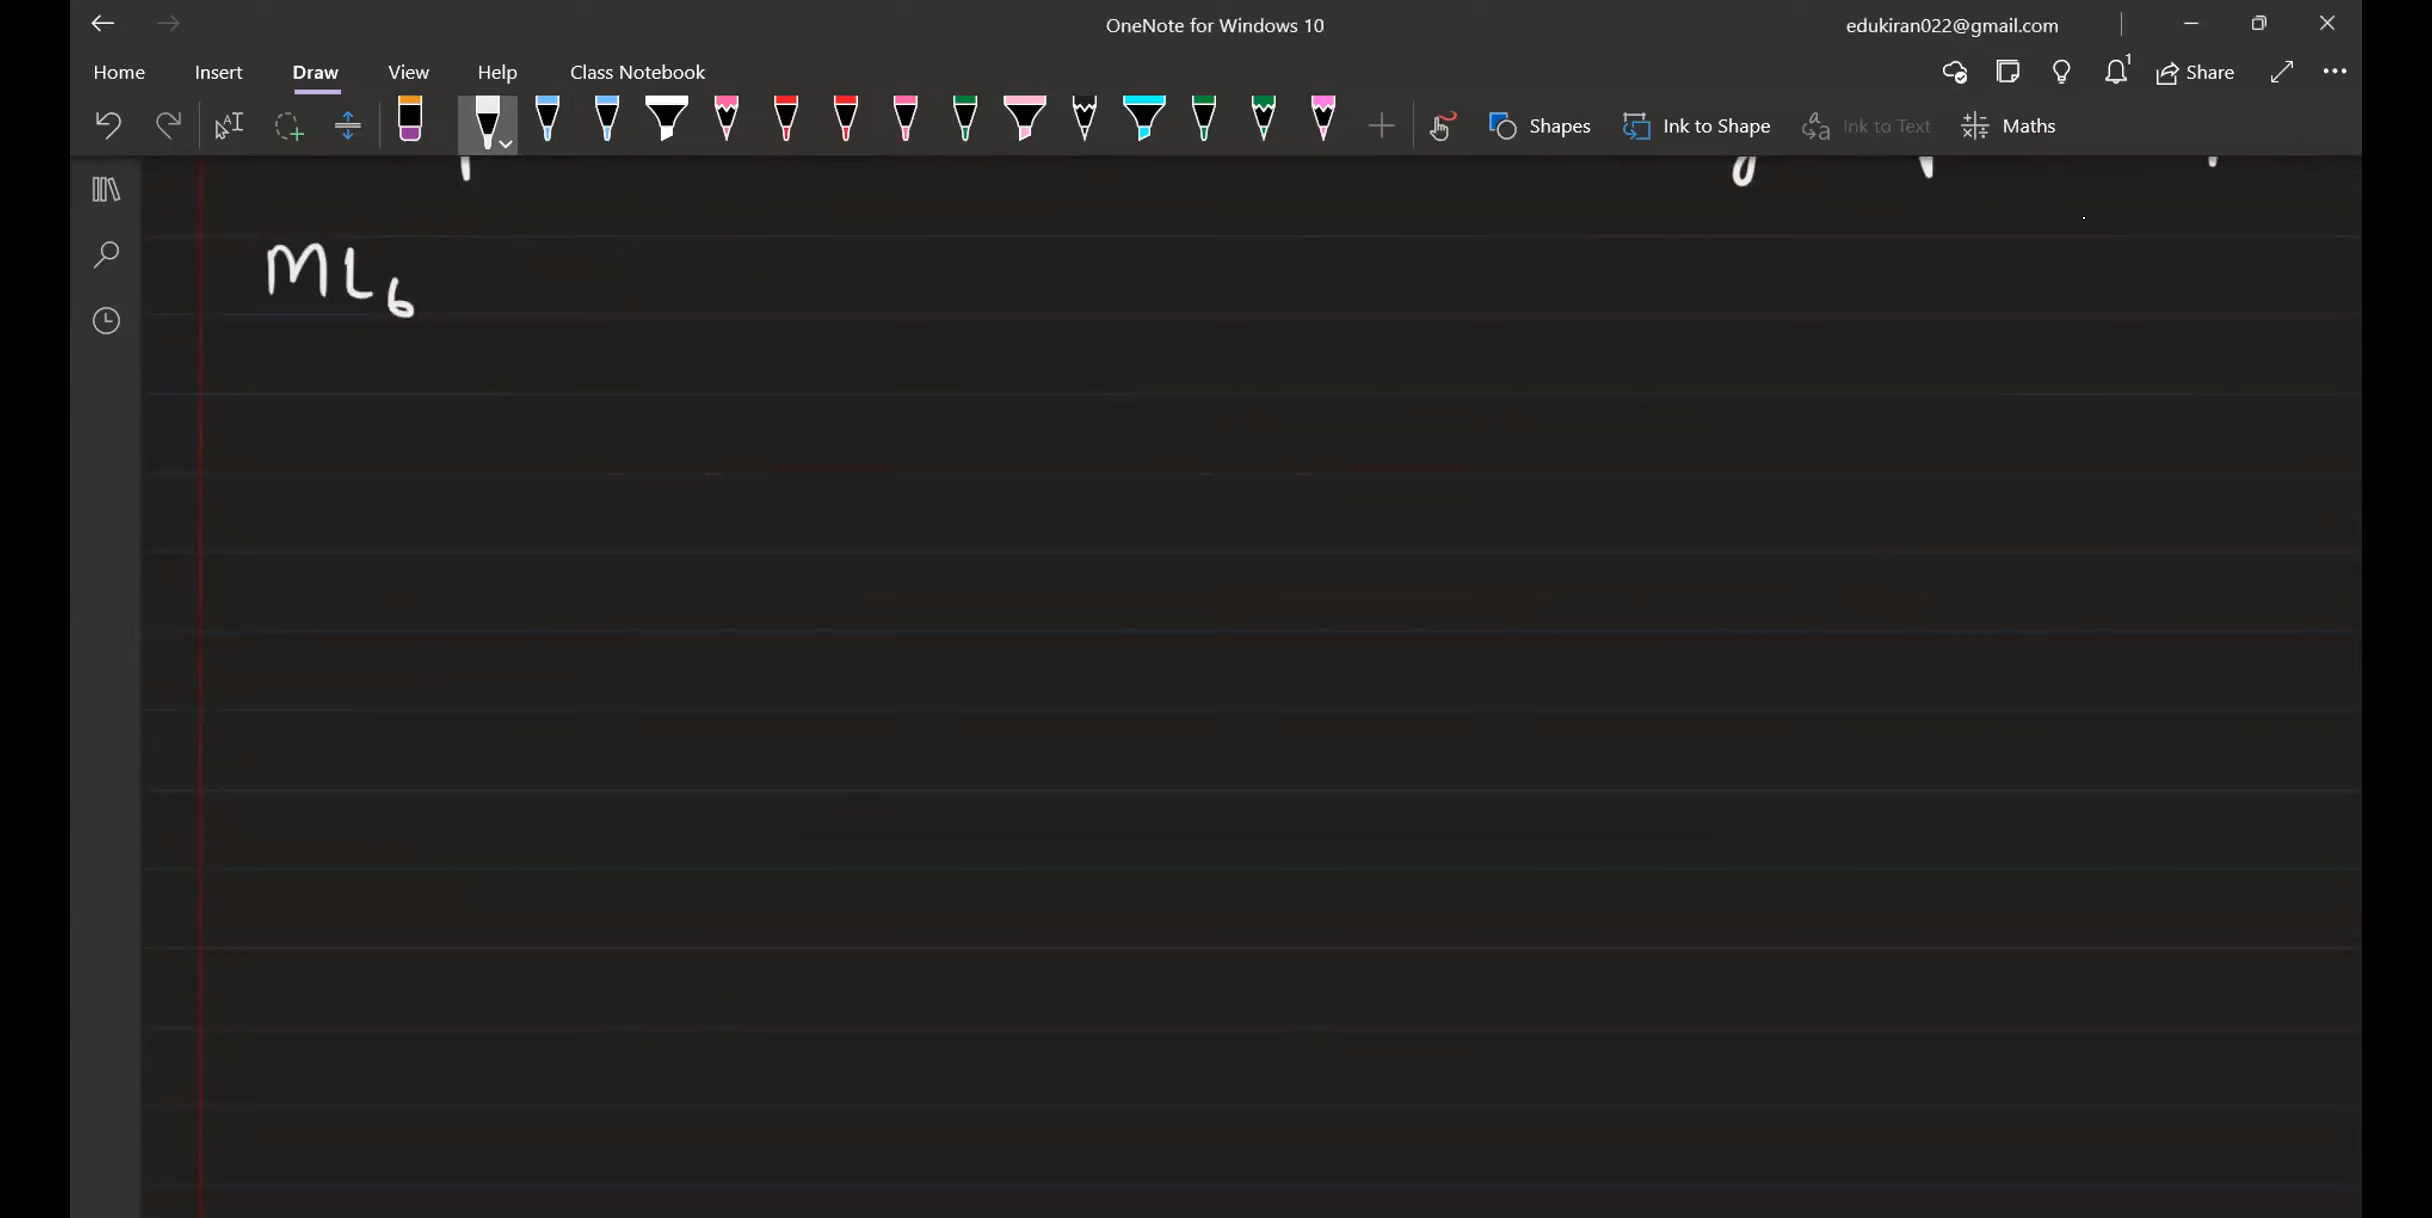 OneNote for Windows 10
edukiran022@gmail.com
Home Insert Draw View Help Class Notebook
1
Share
Shapes
Ink to Shape
Ink to Text
Maths
ML6